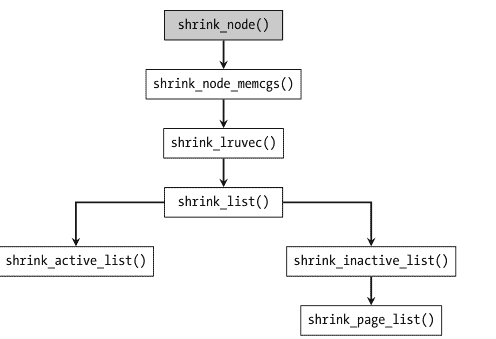 shrink_node()
shrink_node_memcgs()
shrink_lruvec()
shrink_list()
shrink_active_list()
shrink_inactive_list()
shrink_page_list()